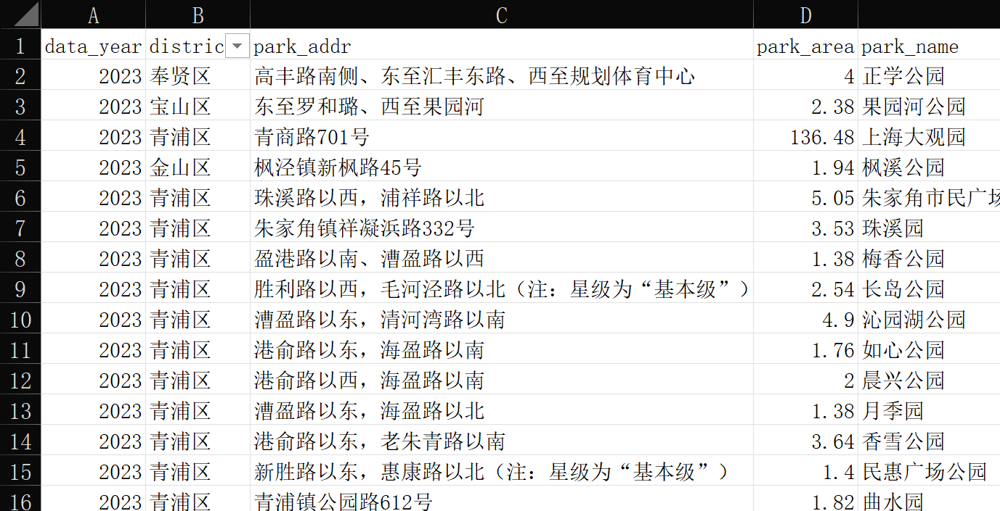 A B C D
1 data_year distric park_addr park_area park_name
2 2023 奉贤区 高丰路南侧、东至汇丰东路、西至规划体育中心 4 正学公园
3 2023 宝山区 东至罗和璐、西至果园河 2.38 果园河公园
4 2023 青浦区 青商路701号 136.48 上海大观园
5 2023 金山区 枫泾镇新枫路45号 1.94 枫溪公园
6 2023 青浦区 珠溪路以西，浦祥路以北 5.05 朱家角市民广场
7 2023 青浦区 朱家角镇祥凝浜路332号 3.53 珠溪园
8 2023 青浦区 盈港路以南、漕盈路以西 1.38 梅香公园
9 2023 青浦区 胜利路以西，毛河泾路以北（注：星级为“基本级”） 2.54 长岛公园
10 2023 青浦区 漕盈路以东，清河湾路以南 4.9 沁园湖公园
11 2023 青浦区 港俞路以东，海盈路以南 1.76 如心公园
12 2023 青浦区 港俞路以西，海盈路以南 2 晨兴公园
13 2023 青浦区 漕盈路以东，海盈路以北 1.38 月季园
14 2023 青浦区 港俞路以东，老朱青路以南 3.64 香雪公园
15 2023 青浦区 新胜路以东，惠康路以北（注：星级为“基本级”） 1.4 民惠广场公园
16 2023 青浦区 青浦镇公园路612号 1.82 曲水园